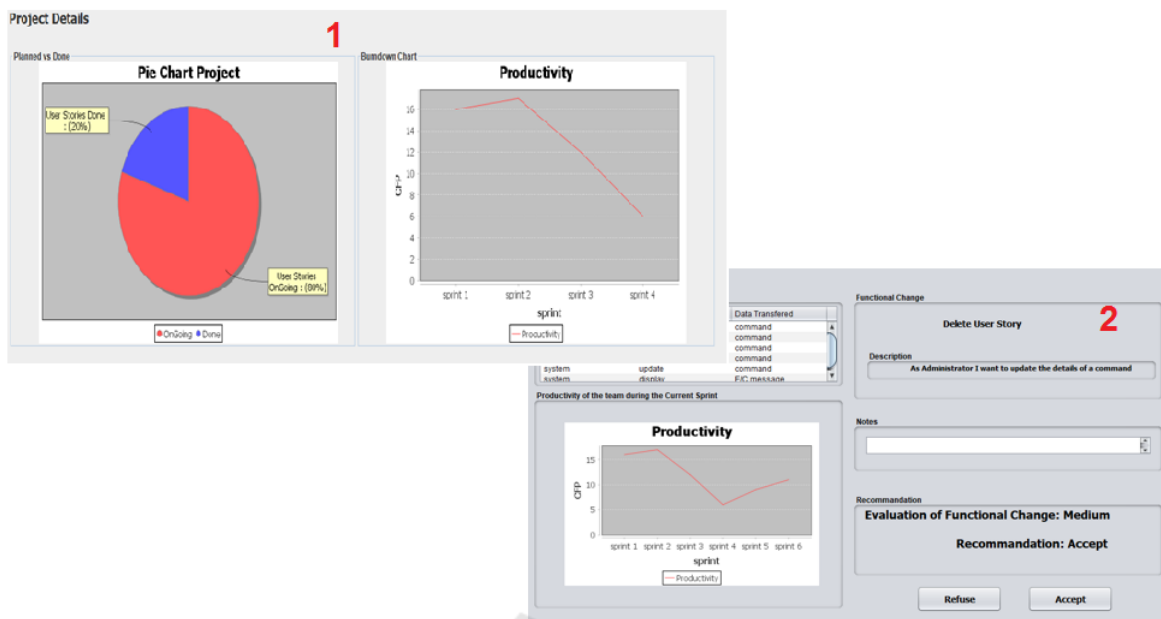 Project Details
1
Planned vs Done
Pie Chart Project
User Stories Done
: (20%)
User Stories
OnGoing : (80%)
OnGoing Done
Burndown Chart
Productivity
16
14
12
10
8
6
4
2
0
CFP
sprint 1 sprint 2 sprint 3 sprint 4
sprint
Productivity
Data Transfered
command
command
command
command
system update command
system display E/C message
Productivity of the team during the Current Sprint
Productivity
15
10
5
0
CFP
sprint 1 sprint 2 sprint 3 sprint 4 sprint 5 sprint 6
sprint
Productivity
Functional Change
2
Delete User Story
Description
As Administrator I want to update the details of a command
Notes
Recommandation
Evaluation of Functional Change: Medium
Recommandation: Accept
Refuse Accept